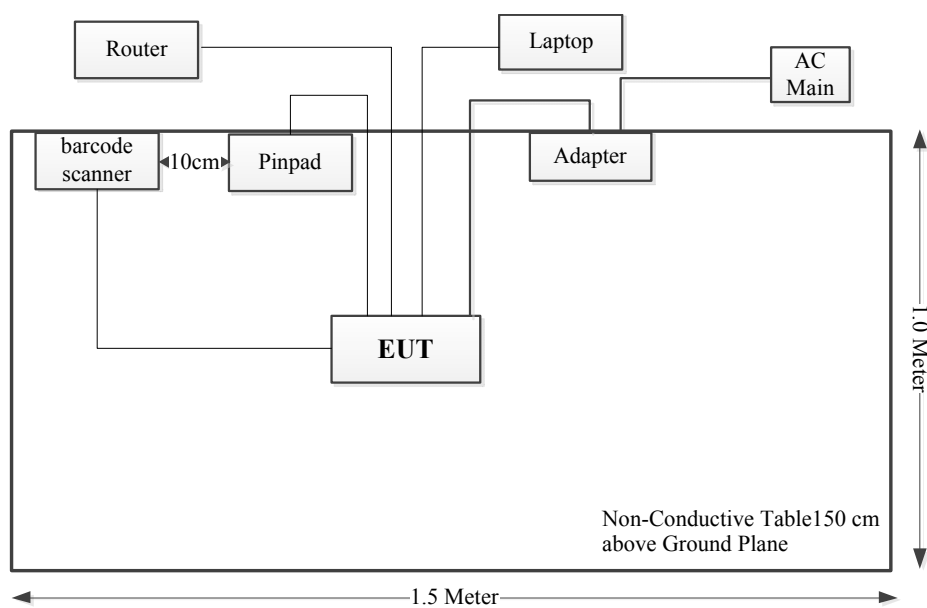 Router
Laptop
AC
Main
barcode
scanner
10cm
Pinpad
Adapter
EUT
1.0 Meter
Non-Conductive Table150 cm
above Ground Plane
1.5 Meter